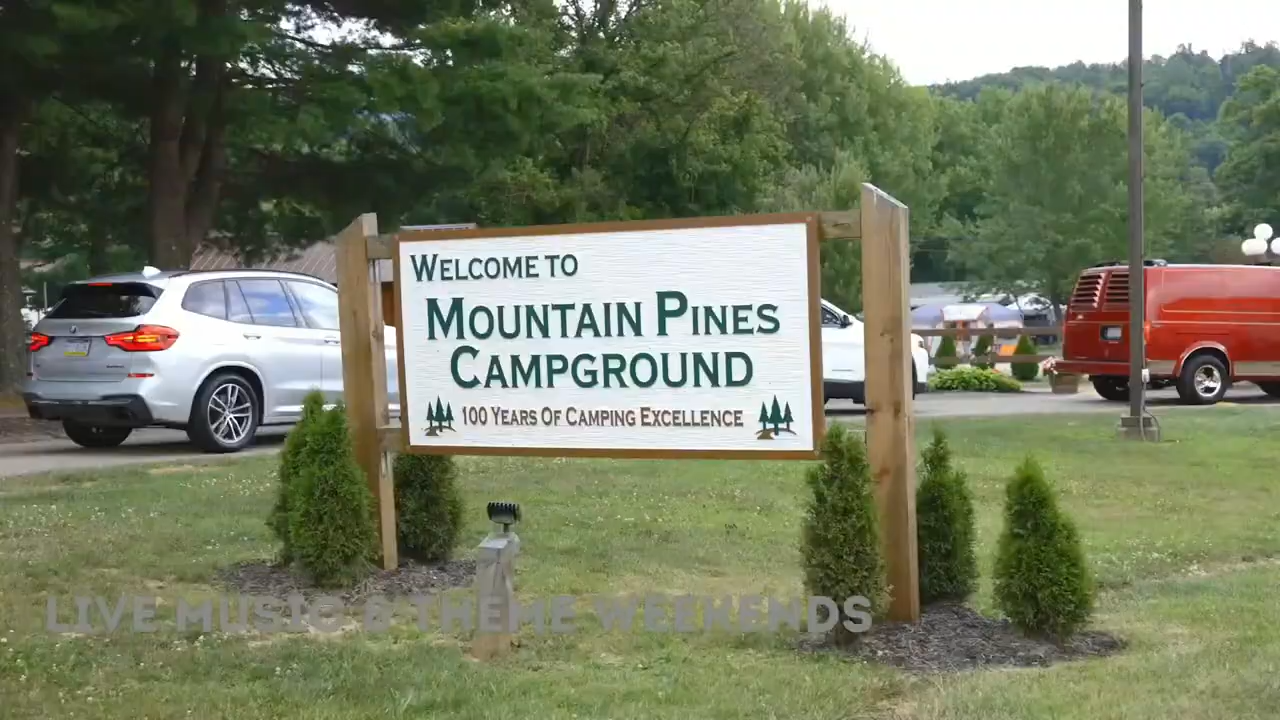 WELCOME TO
MOUNTAIN PINES
CAMPGROUND
100 YEARS OF CAMPING EXCELLENCE
LIVE MUSIC & THEME WEEKENDS